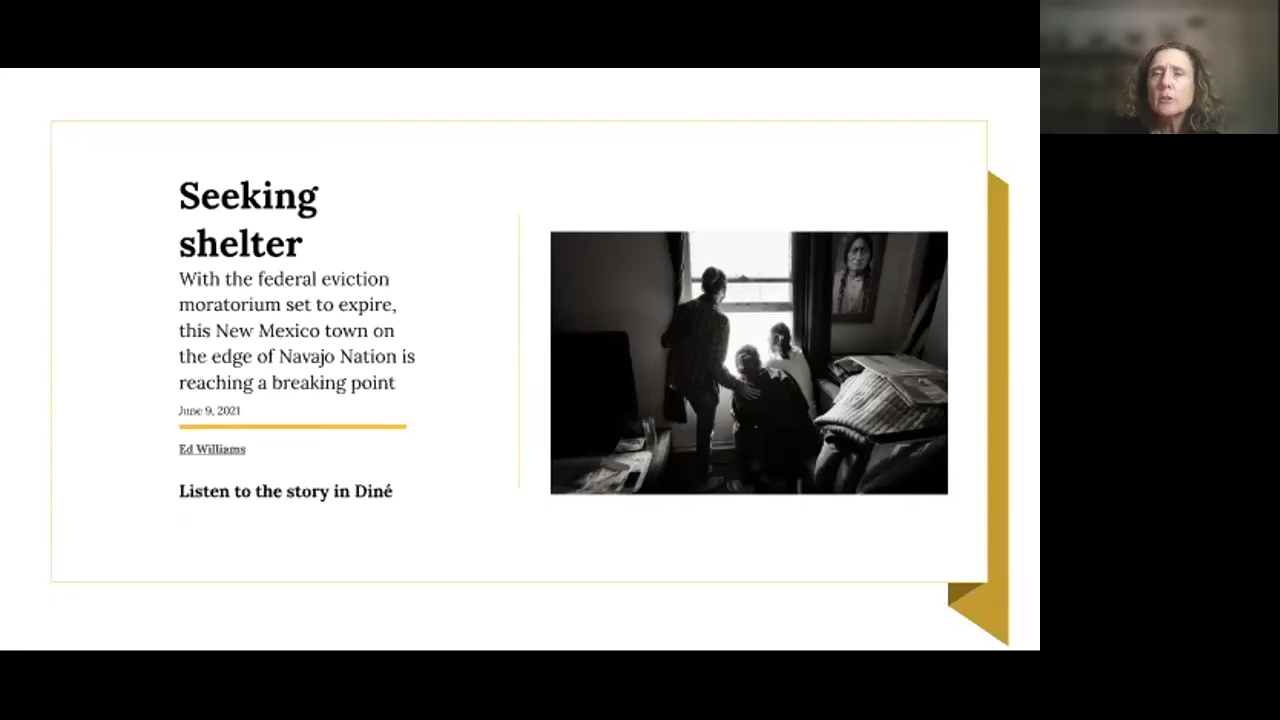 Seeking
shelter
With the federal eviction
moratorium set to expire,
this New Mexico town on
the edge of Navajo Nation is
reaching a breaking point
June 9, 2021
Ed Williams
Listen to the story in Diné